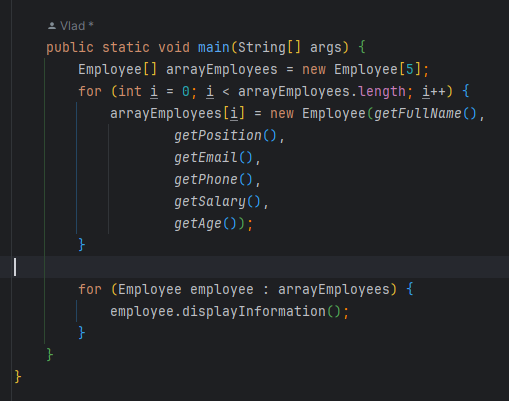 Vlad *
public static void main(String[] args) {
Employee[] arrayEmployees = new Employee[5];
for (int i = 0; i < arrayEmployees.length; i++) {
arrayEmployees[i] = new Employee(getFullName(),
getPosition(),
getEmail(),
getPhone(),
getSalary(),
getAge());
}
for (Employee employee : arrayEmployees) {
employee.displayInformation();
}
}
}